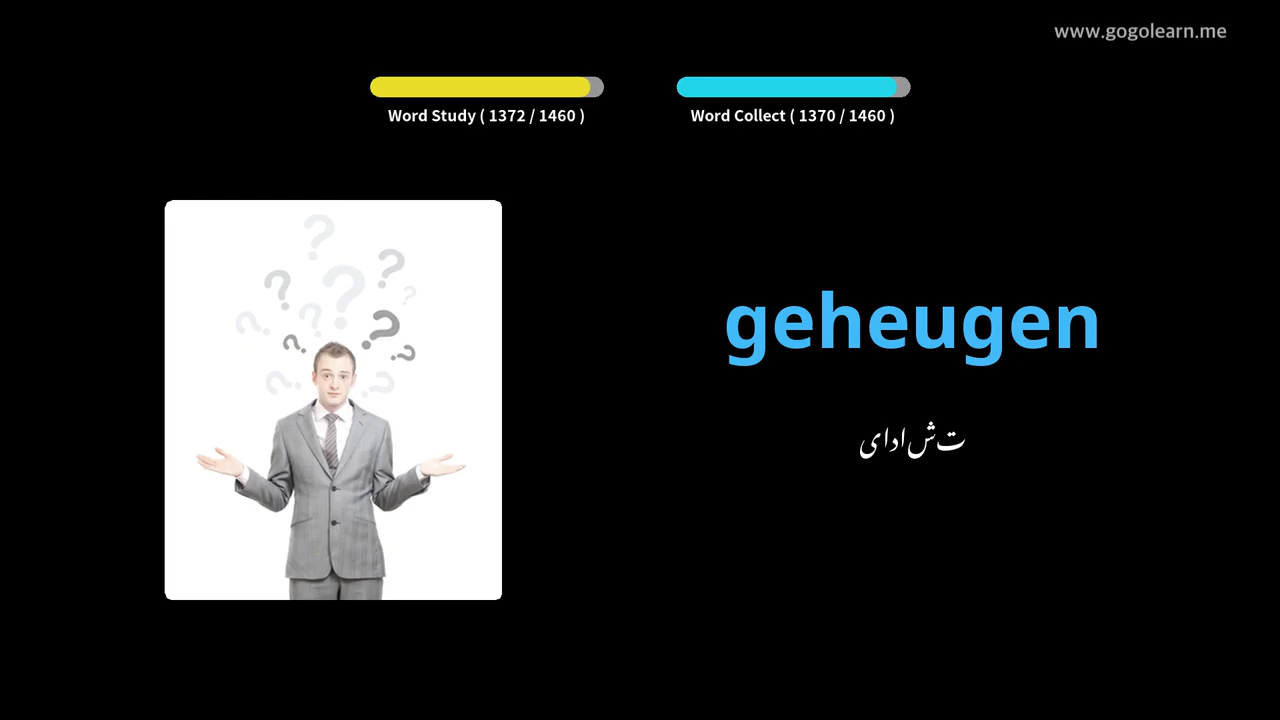 www.gogolearn.me
Word Study ( 1372 / 1460 )
Word Collect ( 1370 / 1460 )
geheugen
تشادای